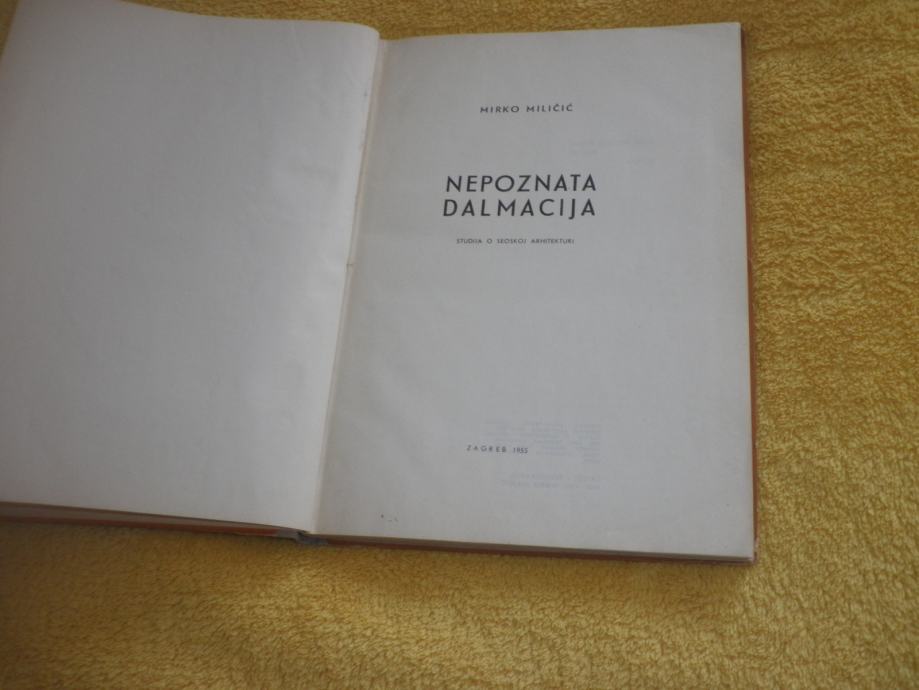 MIRKO MILIČIĆ
NEPOZNATA
DALMACIJA
STUDIJA O SEOSKOJ ARHITEKTURI
ZAGREB 1955